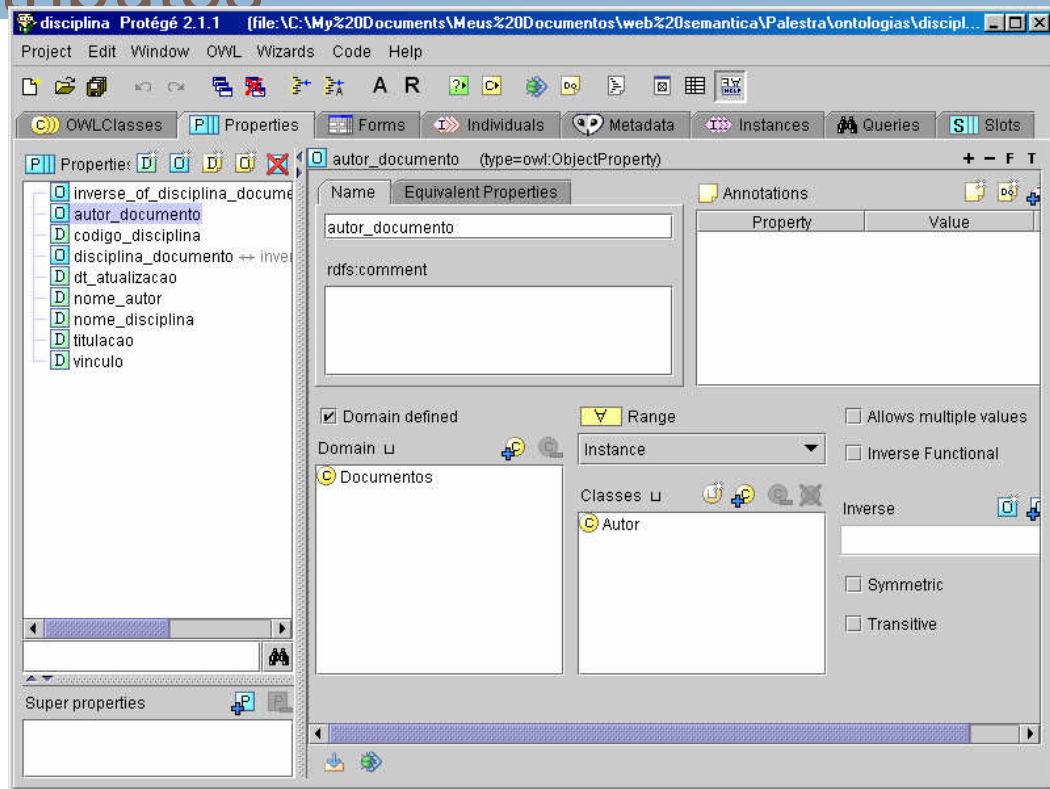 disciplina Protégé 2.1.1 (file:\C:\My%20Documents\Meus%20Documentos\web%20semantica\Palestra\ontologias\discipl...
Project Edit Window OWL Wizards Code Help
A R
OWLClasses Properties Forms Individuals Metadata Instances Queries Slots
Properties
inverse_of_disciplina_docume
autor_documento
codigo_disciplina
disciplina_documento ↔ inver
dt_atualizacao
nome_autor
nome_disciplina
titulacao
vinculo
Super properties
autor_documento (type=owl:ObjectProperty)
+ − F T
Name Equivalent Properties
autor_documento
rdfs:comment
Annotations
Property Value
Domain defined
Domain ⊔
Documentos
∀ Range
Instance
Classes ⊔
Autor
Allows multiple values
Inverse Functional
Inverse
Symmetric
Transitive